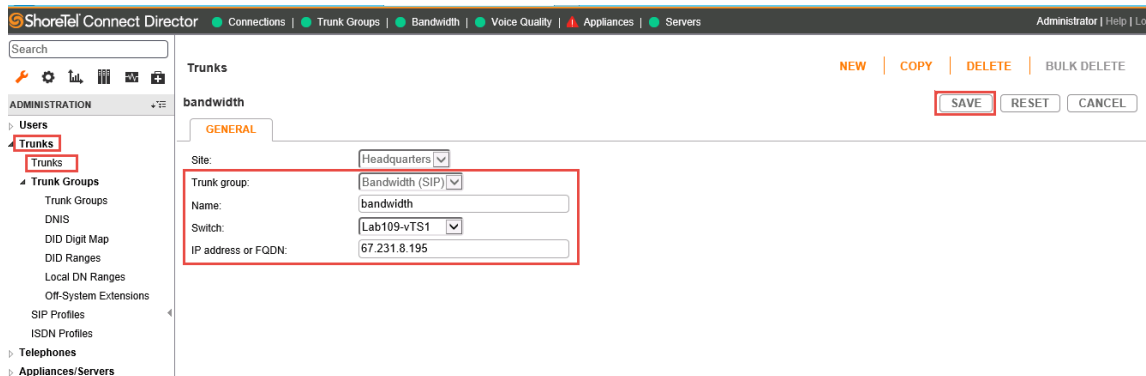 ShoreTel Connect Director Connections | Trunk Groups | Bandwidth | Voice Quality | Appliances | Servers Administrator | Help | Lo
Search
Trunks NEW | COPY | DELETE | BULK DELETE
ADMINISTRATION bandwidth SAVE RESET CANCEL
Users
GENERAL
Trunks
Trunks Site: Headquarters
Trunk Groups Trunk group: Bandwidth (SIP)
Trunk Groups Name: bandwidth
DNIS Switch: Lab109-vTS1
DID Digit Map IP address or FQDN: 67.231.8.195
DID Ranges
Local DN Ranges
Off-System Extensions
SIP Profiles
ISDN Profiles
Telephones
Appliances/Servers